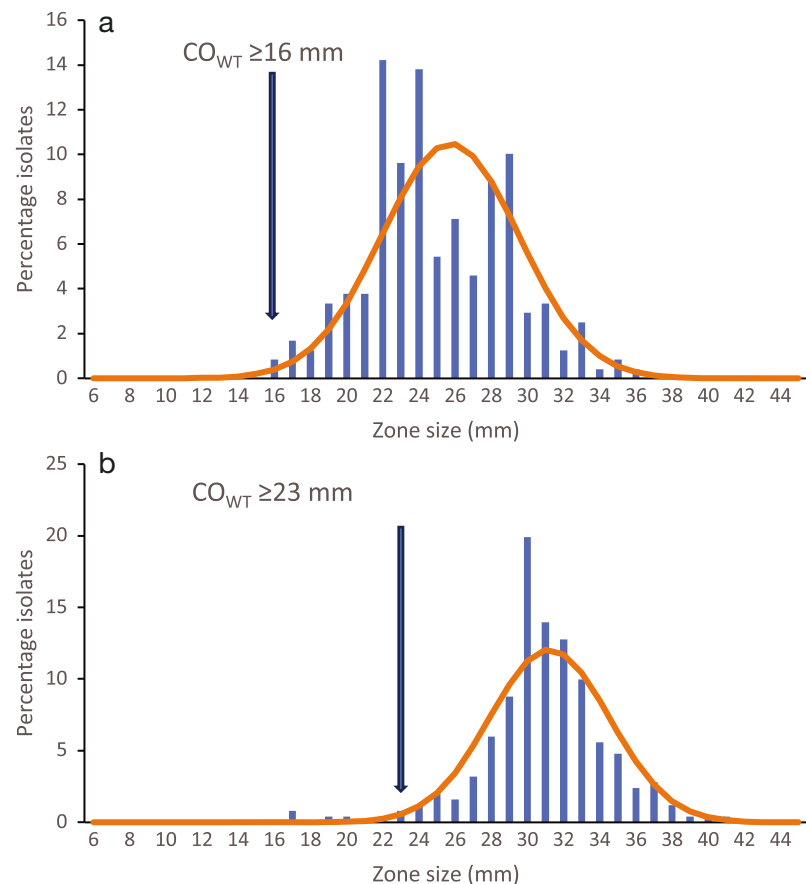 a
CO_WT ≥16 mm
Percentage isolates
16
14
12
10
8
6
4
2
0
6 8 10 12 14 16 18 20 22 24 26 28 30 32 34 36 38 40 42 44
Zone size (mm)
b
CO_WT ≥23 mm
Percentage isolates
25
20
15
10
5
0
6 8 10 12 14 16 18 20 22 24 26 28 30 32 34 36 38 40 42 44
Zone size (mm)